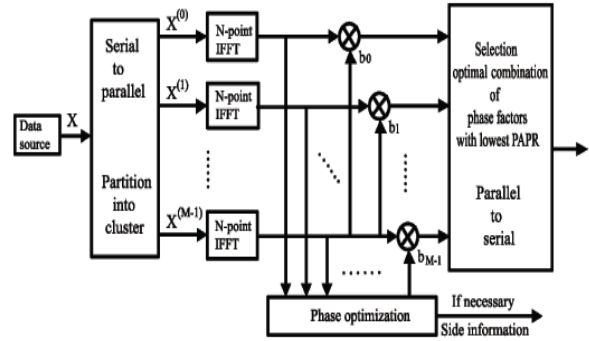 Data
source
X
Serial
to
parallel
Partition
into
cluster
X(0)
N-point
IFFT
b0
X(1)
N-point
IFFT
b1
X(M-1)
N-point
IFFT
bM-1
Selection
optimal combination
of
phase factors
with lowest PAPR
Parallel
to
serial
Phase optimization
If necessary
Side information